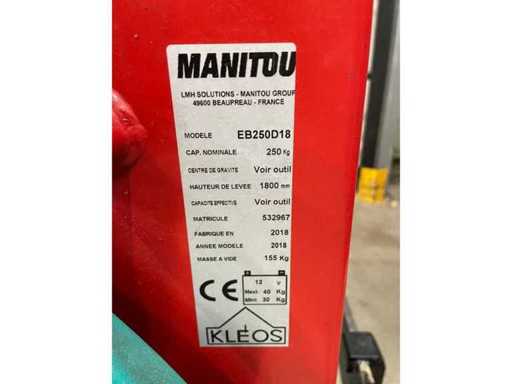 MANITOU
LMH SOLUTIONS - MANITOU GROUP
49600 BEAUPREAU - FRANCE
MODELE EB250D18
CAP. NOMINALE 250 Kg
CENTRE DE GRAVITE Voir outil
HAUTEUR DE LEVEE 1800 mm
CAPACITE EFFECTIVE Voir outil
MATRICULE 532967
FABRIQUE EN 2018
ANNEE MODELE 2018
MASSE A VIDE 155 Kg
CE
12 V
Maxi: 40 Kg
Mini: 30 Kg
KLEOS